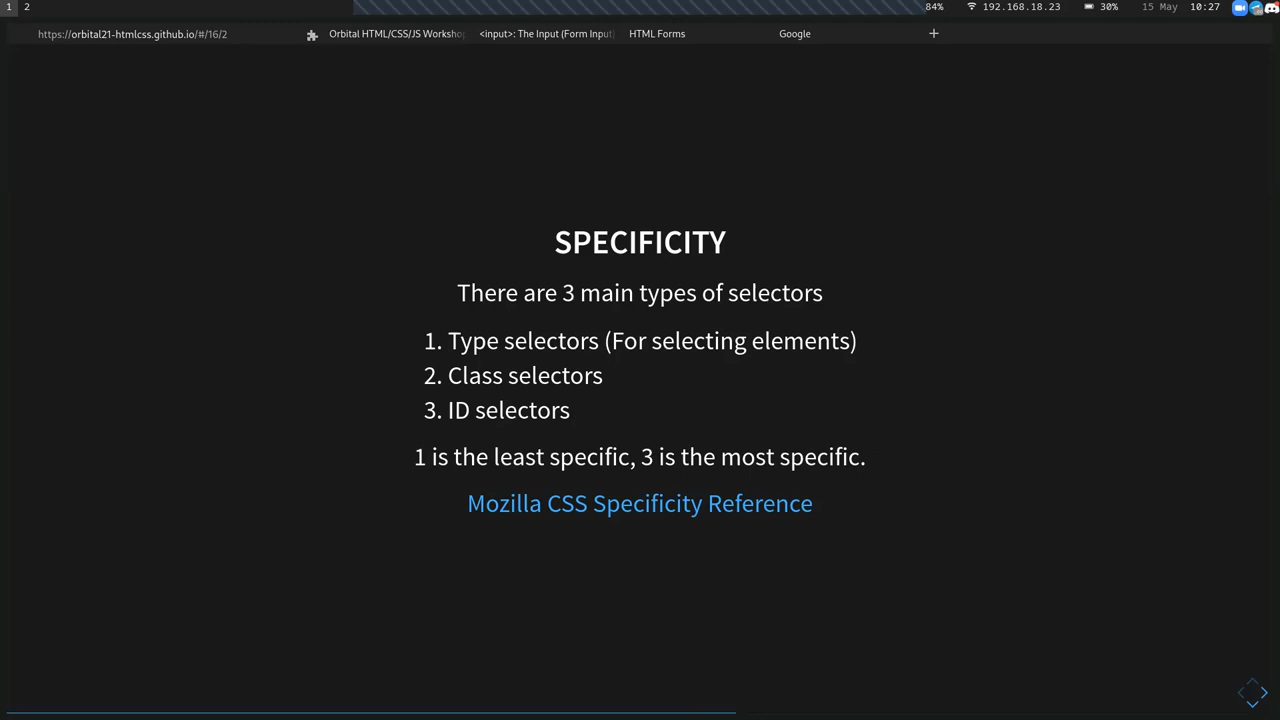 1 2 84% 192.168.18.23 30% 15 May 10:27
https://orbital21-htmlcss.github.io/#/16/2 Orbital HTML/CSS/JS Worksho <input>: The Input (Form Input HTML Forms Google +
SPECIFICITY
There are 3 main types of selectors
1. Type selectors (For selecting elements)
2. Class selectors
3. ID selectors
1 is the least specific, 3 is the most specific.
Mozilla CSS Specificity Reference